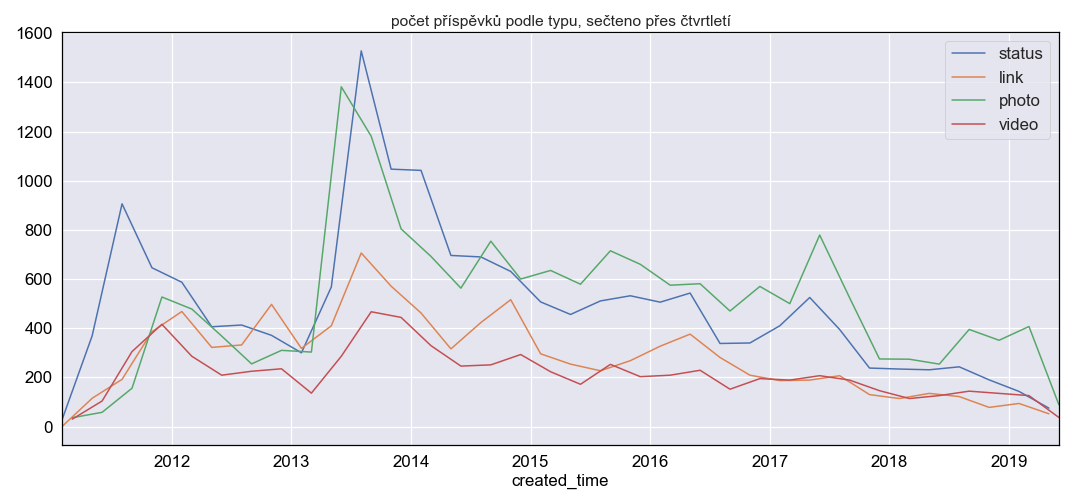 počet příspěvků podle typu, sečteno přes čtvrtletí
1600
1400
1200
1000
800
600
400
200
0
status
link
photo
video
2012 2013 2014 2015 2016 2017 2018 2019
created_time